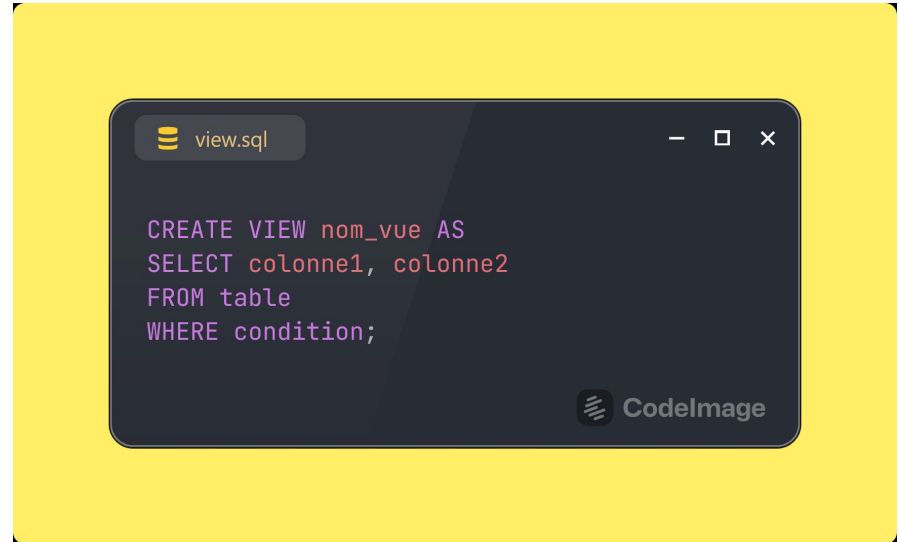 view.sql
CREATE VIEW nom_vue AS
SELECT colonne1, colonne2
FROM table
WHERE condition;
CodeImage